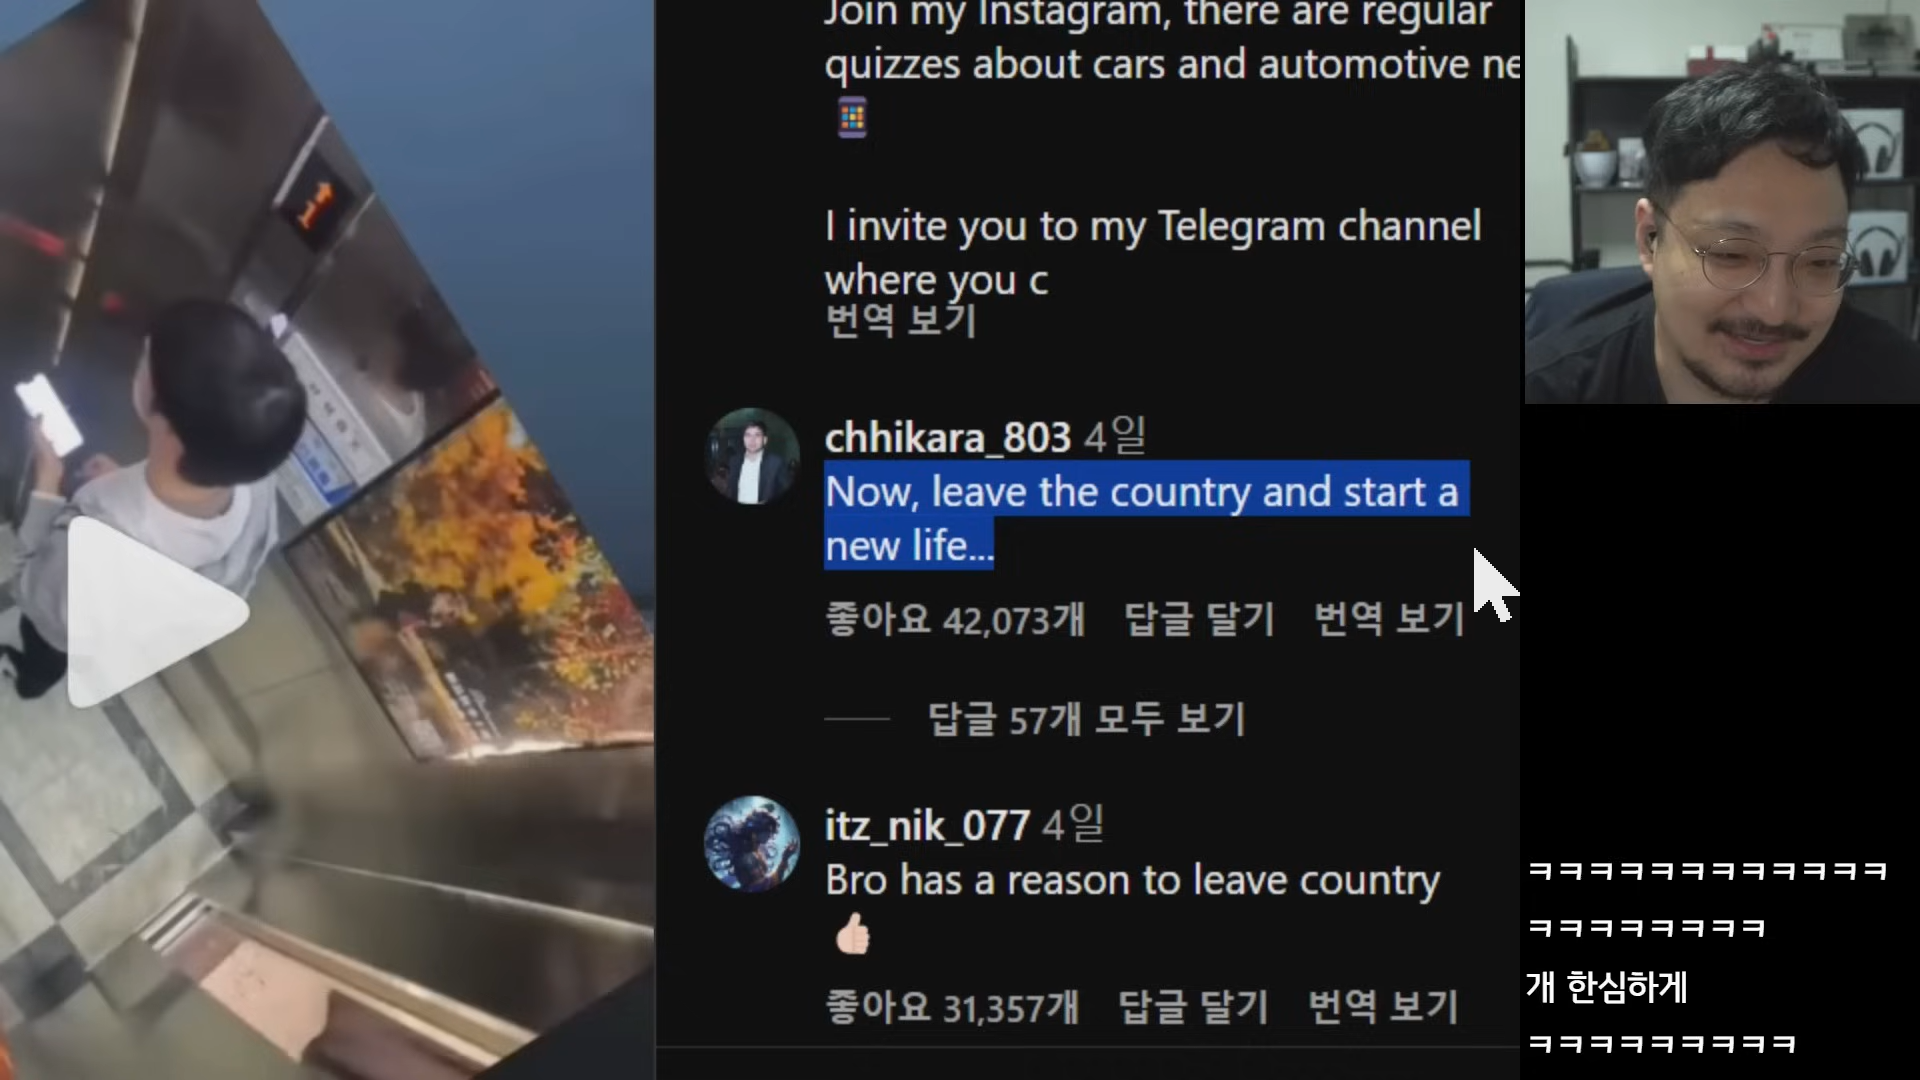 Join my Instagram, there are regular
quizzes about cars and automotive ne
I invite you to my Telegram channel
where you c
번역 보기
chhikara_803 4일
Now, leave the country and start a
new life...
좋아요 42,073개 답글 달기 번역 보기
답글 57개 모두 보기
itz_nik_077 4일
Bro has a reason to leave country
👍🏻
좋아요 31,357개 답글 달기 번역 보기
ㅋㅋㅋㅋㅋㅋㅋㅋㅋㅋㅋㅋ
ㅋㅋㅋㅋㅋㅋㅋㅋ
개 한심하게
ㅋㅋㅋㅋㅋㅋㅋㅋㅋ